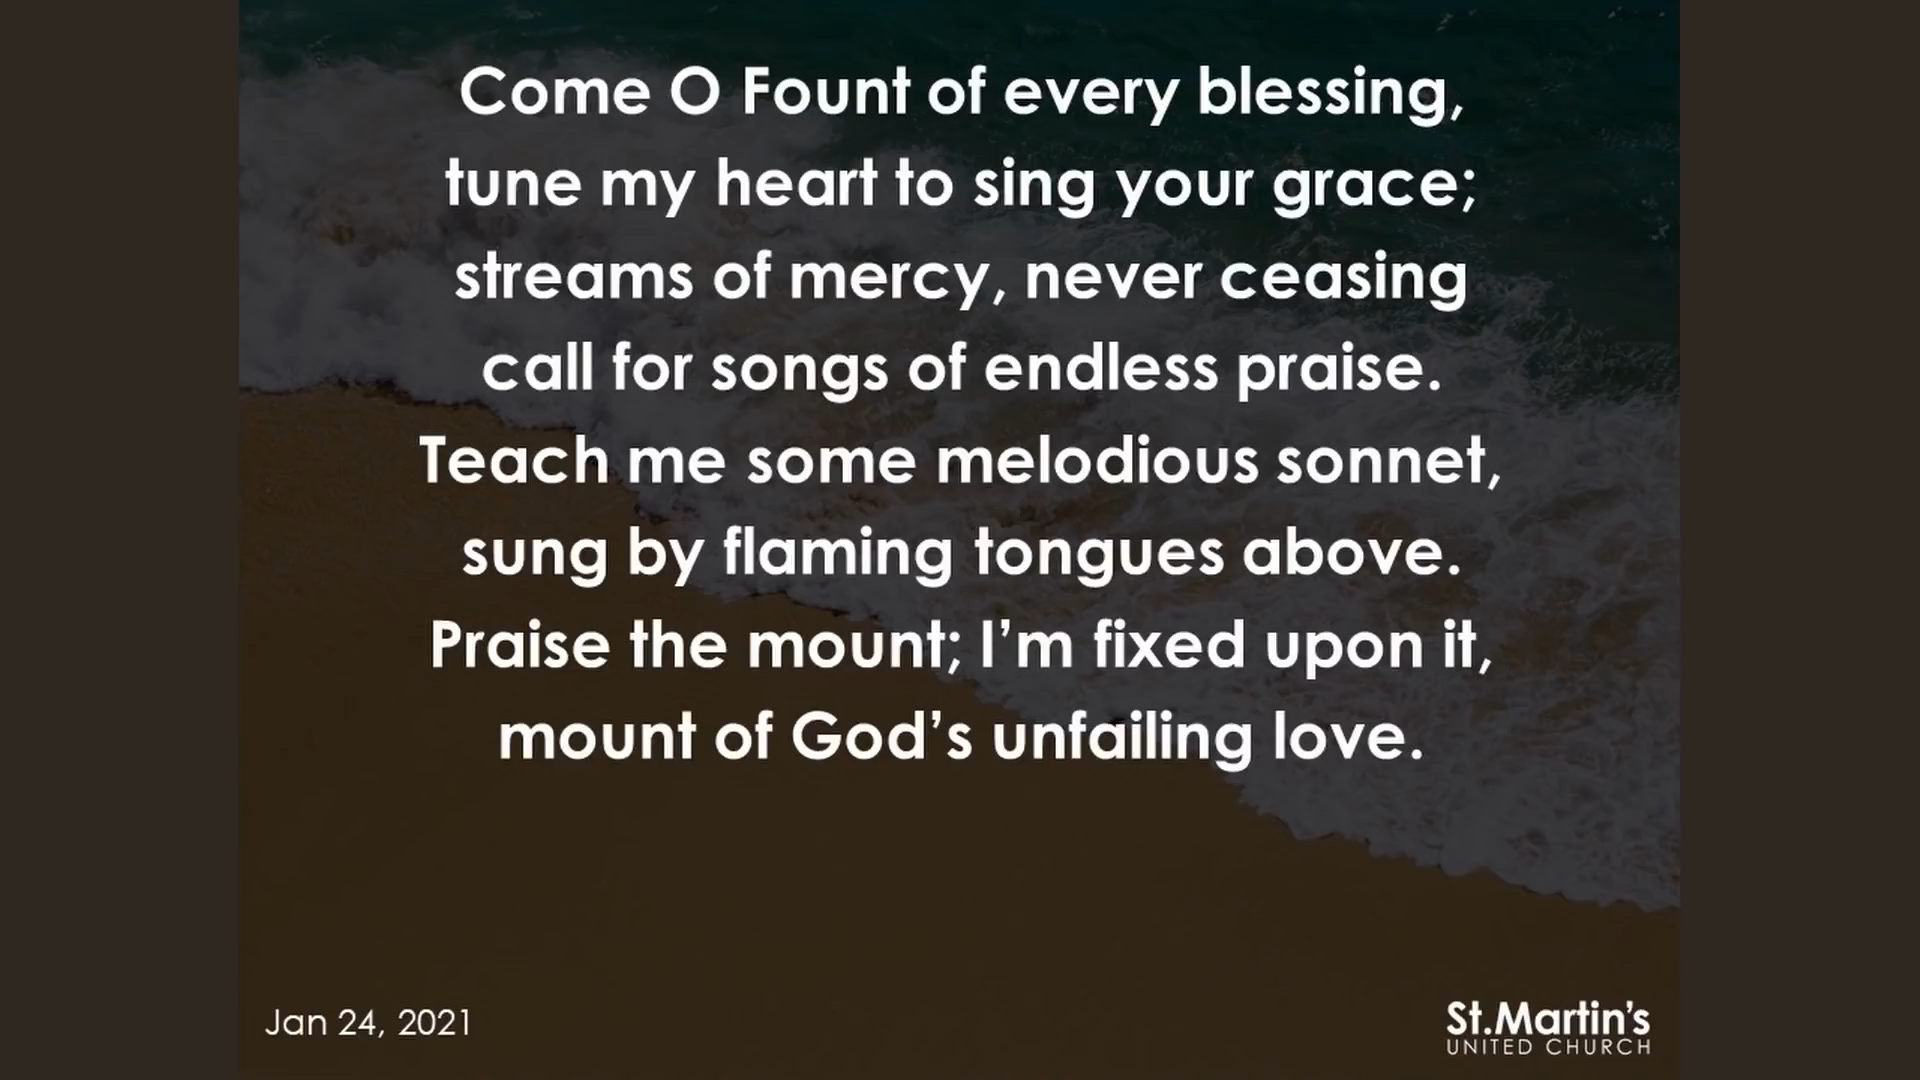 Come O Fount of every blessing,
tune my heart to sing your grace;
streams of mercy, never ceasing
call for songs of endless praise.
Teach me some melodious sonnet,
sung by flaming tongues above.
Praise the mount; I’m fixed upon it,
mount of God’s unfailing love.
Jan 24, 2021
St.Martin’s
UNITED CHURCH